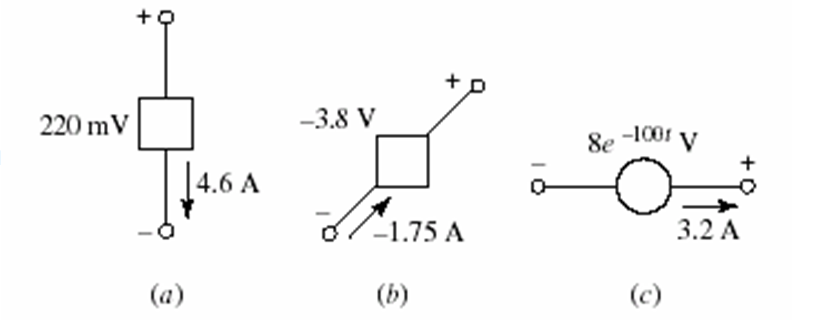 +
220 mV
4.6 A
–
(a)
+
–3.8 V
–
–1.75 A
(b)
8e^–100t V
–
+
3.2 A
(c)